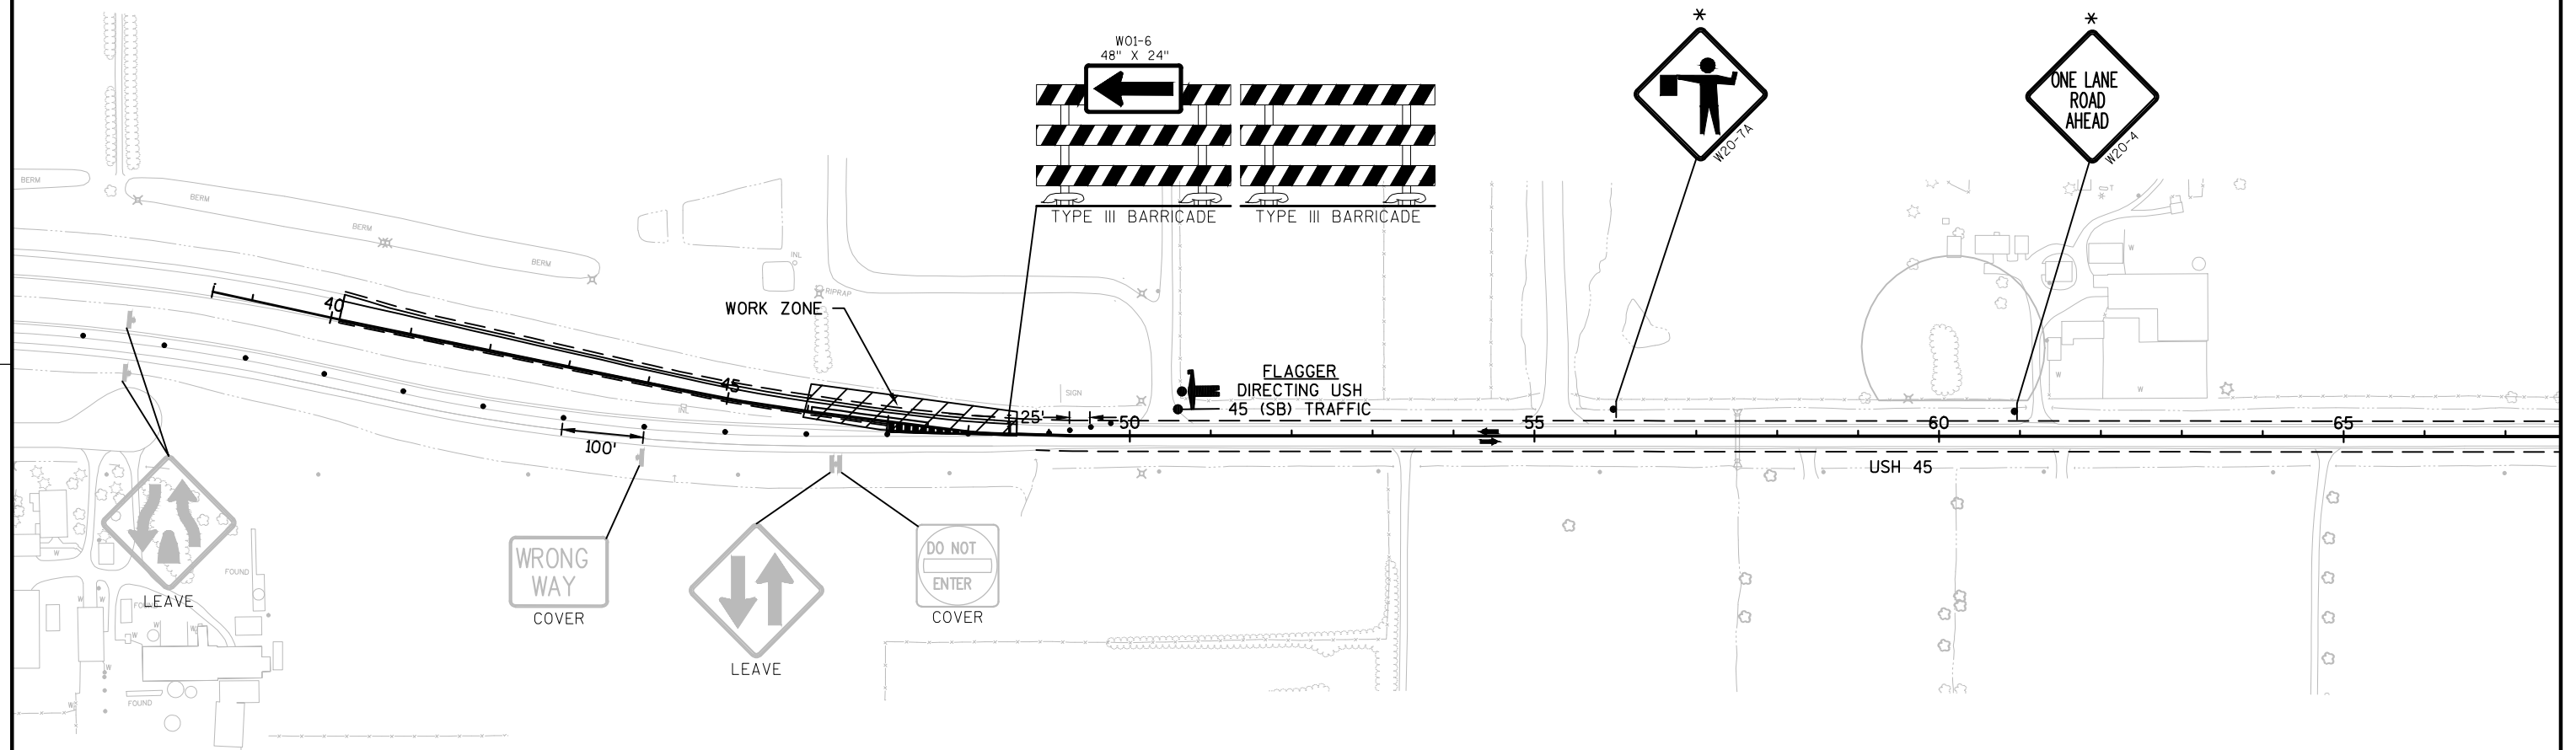 *
*
W01-6
48" X 24"
ONE LANE
ROAD
AHEAD
W20-7A
W20-4
TYPE III BARRICADE
TYPE III BARRICADE
BERM
BERM
BERM
BERM
INL
RIPRAP
WORK ZONE
40
45
INL
SIGN
25'
FLAGGER
DIRECTING USH
45 (SB) TRAFFIC
50
55
60
65
USH 45
100'
T
T
W
W
W
WRONG
WAY
COVER
DO NOT
ENTER
COVER
LEAVE
LEAVE
FOUND
FOUND
W
W
W
W
W
W
W
W